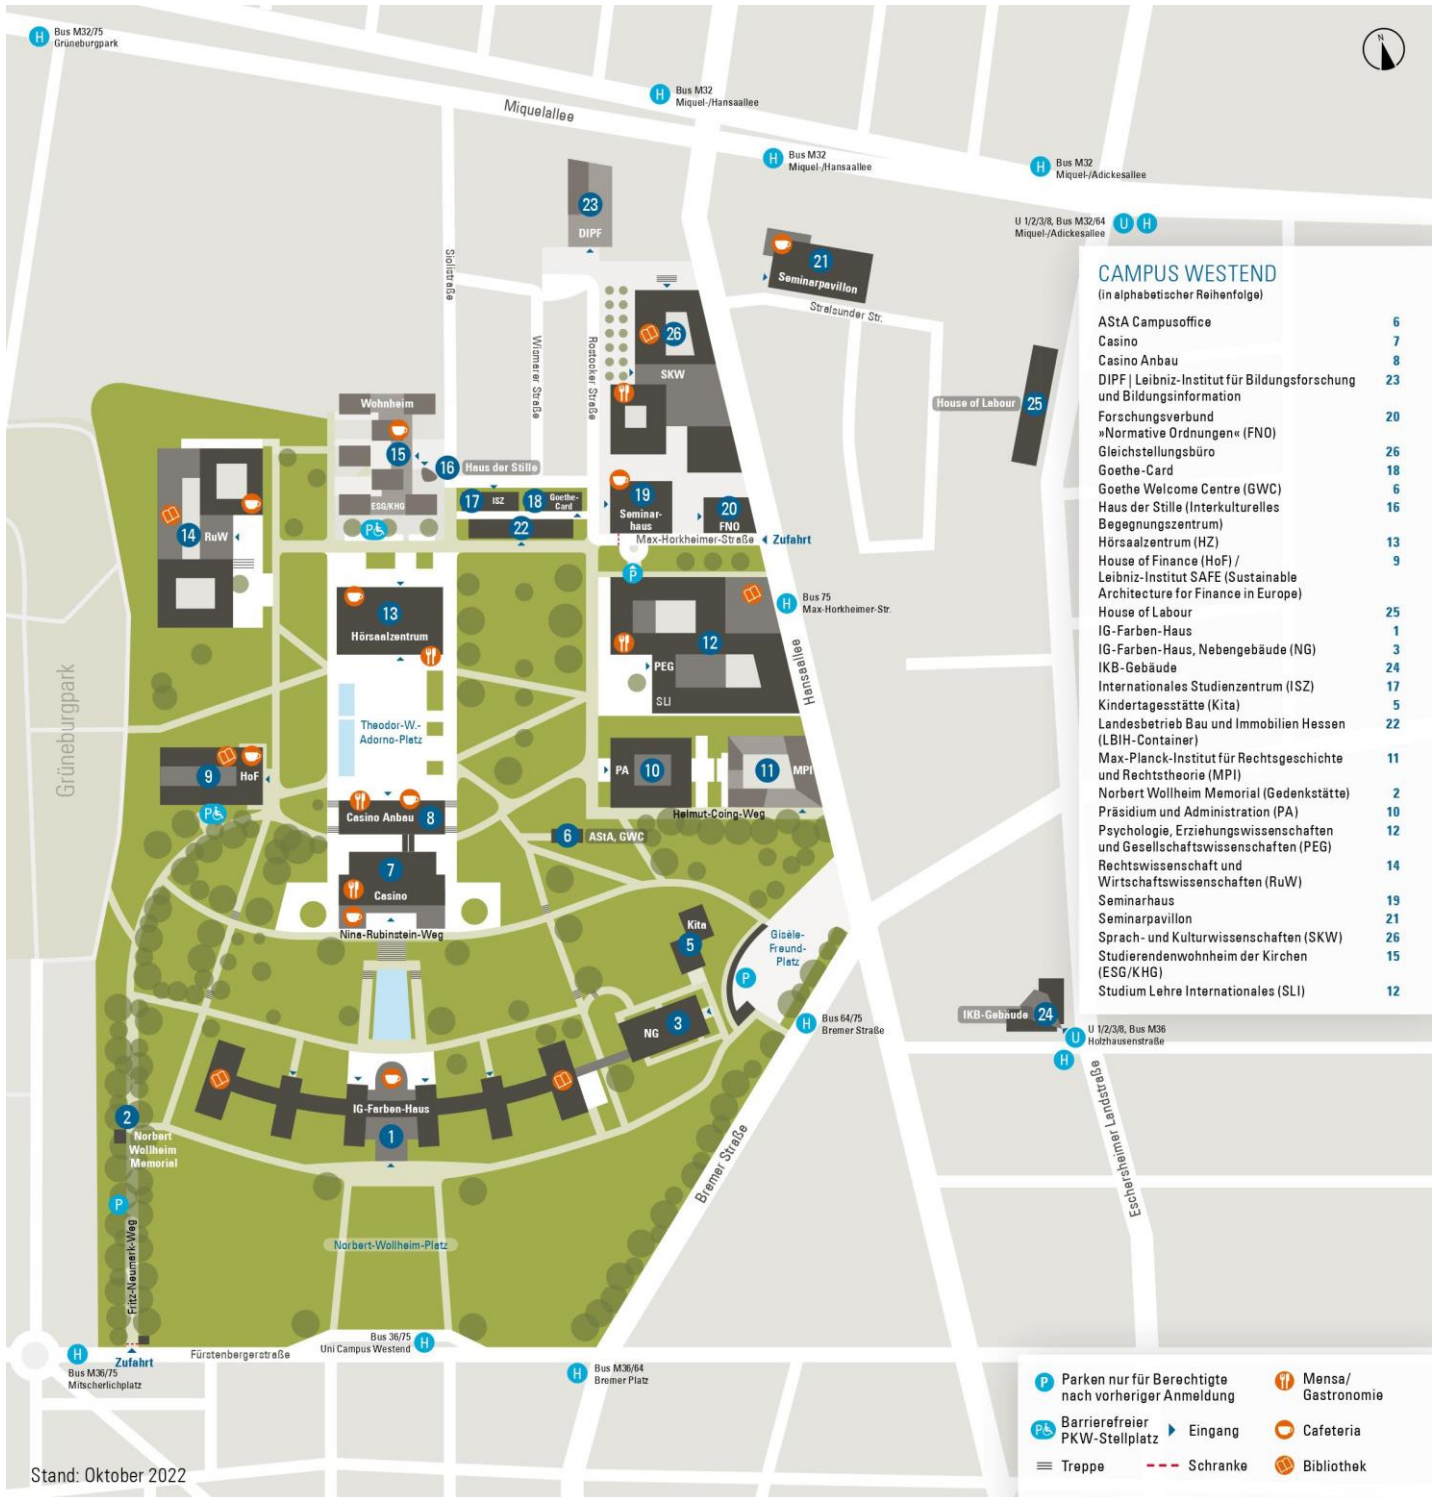 H
Bus M32/75
Grüneburgpark
N
H
Bus M32
Miquel-/Hansaallee
Miquelallee
H
Bus M32
Miquel-/Hansaallee
H
Bus M32
Miquel-/Adickesallee
U 1/2/3/8, Bus M32/64
Miquel-/Adickesallee
U
H
23
DIPF
21
Seminarpavillon
Stralsunder Str.
Siolistraße
Wismarer Straße
Rostocker Straße
26
SKW
House of Labour
25
Wohnheim
15
16
Haus der Stille
ESG/KHG
P
17
ISZ
18
Goethe-
Card
22
19
Seminar-
haus
20
FNO
Max-Horkheimer-Straße
Zufahrt
P
14
RuW
13
Hörsaalzentrum
H
Bus 75
Max-Horkheimer-Str.
12
PEG
SLI
Hansaallee
Grüneburgpark
Theodor-W.-
Adorno-Platz
9
HoF
P
PA
10
11
MPI
Helmut-Coing-Weg
Casino Anbau
8
6
AStA, GWC
7
Casino
Nina-Rubinstein-Weg
Kita
5
Gisèle-
Freund-
Platz
P
NG
3
H
Bus 64/75
Bremer Straße
IKB-Gebäude
24
U
U 1/2/3/8, Bus M36
Holzhausenstraße
H
IG-Farben-Haus
1
2
Norbert
Wollheim
Memorial
P
Fritz-Neumark-Weg
Norbert-Wollheim-Platz
Bremer Straße
Eschersheimer Landstraße
Bus 36/75
Uni Campus Westend
H
Zufahrt
H
Bus M36/75
Mitscherlichplatz
Fürstenbergerstraße
H
Bus M36/64
Bremer Platz
Stand: Oktober 2022
CAMPUS WESTEND
(in alphabetischer Reihenfolge)
AStA Campusoffice 6
Casino 7
Casino Anbau 8
DIPF | Leibniz-Institut für Bildungsforschung 23
und Bildungsinformation
Forschungsverbund 20
»Normative Ordnungen« (FNO)
Gleichstellungsbüro 26
Goethe-Card 18
Goethe Welcome Centre (GWC) 6
Haus der Stille (Interkulturelles 16
Begegnungszentrum)
Hörsaalzentrum (HZ) 13
House of Finance (HoF) / 9
Leibniz-Institut SAFE (Sustainable
Architecture for Finance in Europe)
House of Labour 25
IG-Farben-Haus 1
IG-Farben-Haus, Nebengebäude (NG) 3
IKB-Gebäude 24
Internationales Studienzentrum (ISZ) 17
Kindertagesstätte (Kita) 5
Landesbetrieb Bau und Immobilien Hessen 22
(LBIH-Container)
Max-Planck-Institut für Rechtsgeschichte 11
und Rechtstheorie (MPI)
Norbert Wollheim Memorial (Gedenkstätte) 2
Präsidium und Administration (PA) 10
Psychologie, Erziehungswissenschaften 12
und Gesellschaftswissenschaften (PEG)
Rechtswissenschaft und 14
Wirtschaftswissenschaften (RuW)
Seminarhaus 19
Seminarpavillon 21
Sprach- und Kulturwissenschaften (SKW) 26
Studierendenwohnheim der Kirchen 15
(ESG/KHG)
Studium Lehre Internationales (SLI) 12
P
Parken nur für Berechtigte
nach vorheriger Anmeldung
Mensa/
Gastronomie
P
Barrierefreier
PKW-Stellplatz
Eingang
Cafeteria
Treppe
Schranke
Bibliothek